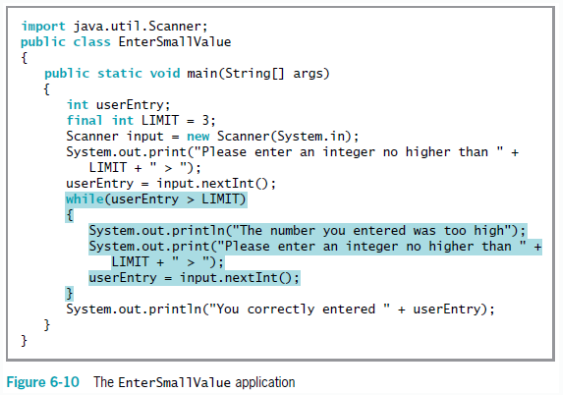 import java.util.Scanner;
public class EnterSmallValue
{
   public static void main(String[] args)
   {
      int userEntry;
      final int LIMIT = 3;
      Scanner input = new Scanner(System.in);
      System.out.print("Please enter an integer no higher than " +
         LIMIT + " > ");
      userEntry = input.nextInt();
      while(userEntry > LIMIT)
      {
         System.out.println("The number you entered was too high");
         System.out.print("Please enter an integer no higher than " +
            LIMIT + " > ");
         userEntry = input.nextInt();
      }
      System.out.println("You correctly entered " + userEntry);
   }
}
Figure 6-10 The EnterSmallValue application